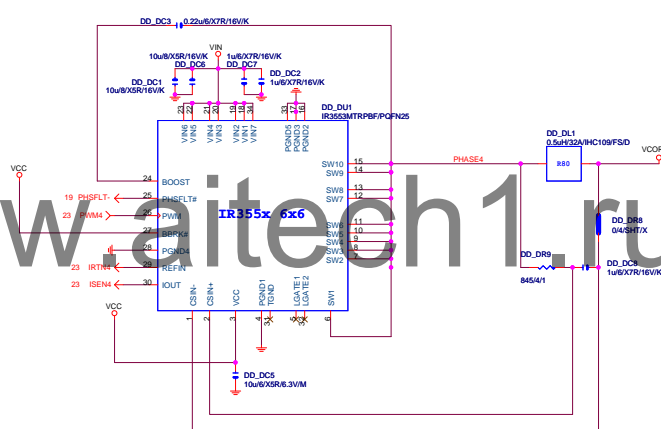 DD_DC3 0.22u/6/X7R/16V/K
VIN
10u/8/X5R/16V/K 1u/6/X7R/16V/K
DD_DC6 DD_DC7
DD_DC1 DD_DC2
10u/8/X5R/16V/K 1u/6/X7R/16V/K
DD_DU1
IR3553MTRPBF/PQFN25
23 22 21 20 19 18 34 33 17 16
VIN6 VIN5 VIN4 VIN3 VIN2 VIN1 VIN7 PGND5 PGND3 PGND2
DD_DL1
0.5uH/32A/IHC109/FS/D
R80
VCOR
PHASE4
VCC
24 BOOST
19 PHSFLT- 25 PHSFLT#
23 PWM4 26 PWM
27 BBRK#
28 PGND4
23 IRTN4 29 REFIN
23 ISEN4 30 IOUT
IR355x 6x6
SW10 15
SW9 14
SW8 13
SW7 12
SW6 11
SW5 10
SW4 9
SW3 8
SW2 7
DD_DR8
0/4/SHT/X
DD_DR9
845/4/1
DD_DC8
1u/6/X7R/16V/K
CSIN- CSIN+ VCC PGND1 TGND LGATE1 LGATE2 SW1
1 2 3 4 31 5 32 6
VCC
DD_DC5
10u/6/X5R/6.3V/M
w.aitech1.ru